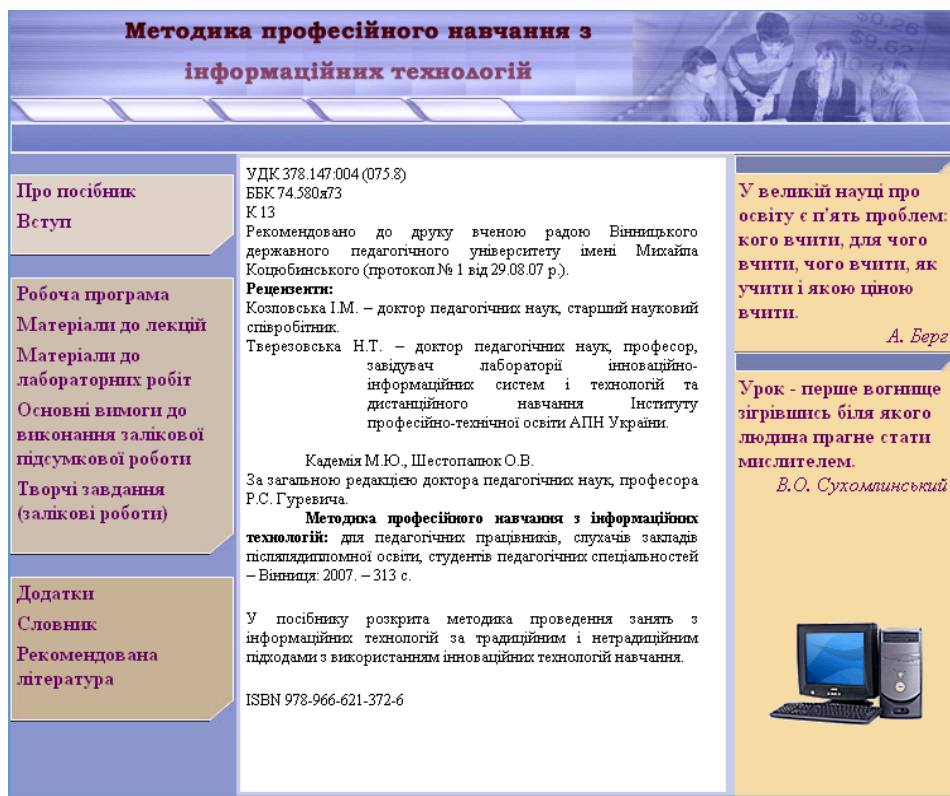 Методика професійного навчання з
інформаційних технологій
Про посібник
Вступ
Робоча програма
Матеріали до лекцій
Матеріали до
лабораторних робіт
Основні вимоги до
виконання залікової
підсумкової роботи
Творчі завдання
(залікові роботи)
Додатки
Словник
Рекомендована
література
УДК 378.147:004 (075.8)
ББК 74.580я73
К 13
Рекомендовано до друку вченою радою Вінницького
державного педагогічного університету імені Михайла
Коцюбинського (протокол № 1 від 29.08.07 р.).
Рецензенти:
Козловська І.М. – доктор педагогічних наук, старший науковий
співробітник.
Тверезовська Н.Т. – доктор педагогічних наук, професор,
завідувач лабораторії інноваційно-
інформаційних систем і технологій та
дистанційного навчання Інституту
професійно-технічної освіти АПН України.
Кадемія М.Ю., Шестопалюк О.В.
За загальною редакцією доктора педагогічних наук, професора
Р.С. Гуревича.
Методика професійного навчання з інформаційних
технологій: для педагогічних працівників, слухачів закладів
післялядипломної освіти, студентів педагогічних спеціальностей
– Вінниця: 2007. – 313 с.
У посібнику розкрита методика проведення занять з
інформаційних технологій за традиційним і нетрадиційним
підходами з використанням інноваційних технологій навчання.
ISBN 978-966-621-372-6
У великій науці про
освіту є п'ять проблем:
кого вчити, для чого
вчити, чого вчити, як
учити і якою ціною
вчити.
А. Берг
Урок - перше вогнище
зігрівшись біля якого
людина прагне стати
мислителем.
В.О. Сухомлинський
$0.26
$9.62